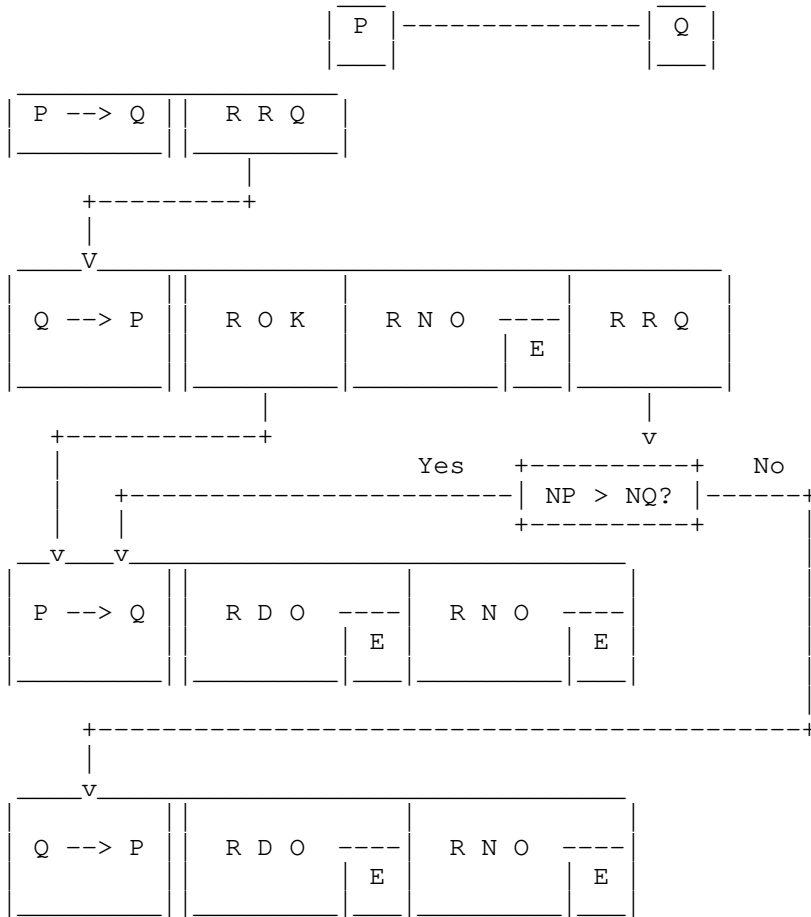 P Q
P --> Q R R Q
Q --> P R O K R N O R R Q
E
Yes No
NP > NQ?
P --> Q R D O R N O
E E
Q --> P R D O R N O
E E